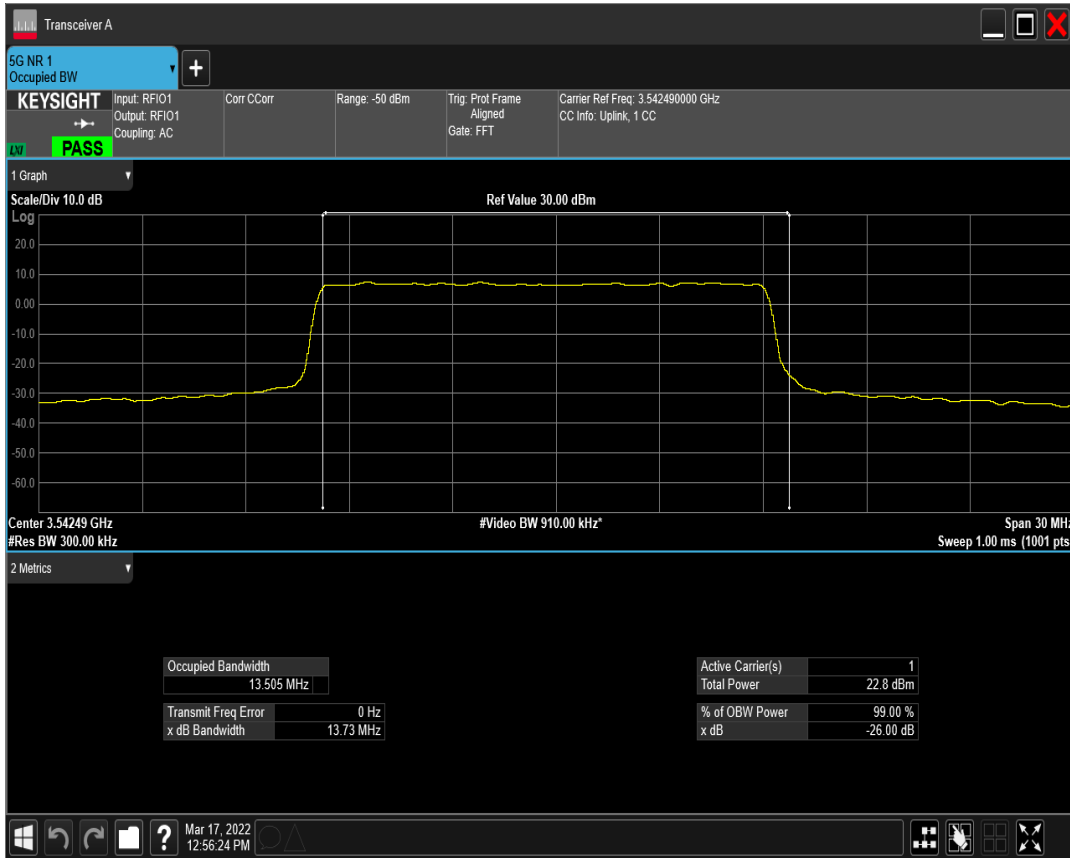 Transceiver A
5G NR 1
Occupied BW
KEYSIGHT
LXI
PASS
Input: RFIO1
Output: RFIO1
Coupling: AC
Corr CCorr
Range: -50 dBm
Trig: Prot Frame
Aligned
Gate: FFT
Carrier Ref Freq: 3.542490000 GHz
CC Info: Uplink, 1 CC
1 Graph
Scale/Div 10.0 dB
Ref Value 30.00 dBm
Log
20.0
10.0
0.00
-10.0
-20.0
-30.0
-40.0
-50.0
-60.0
Center 3.54249 GHz
#Video BW 910.00 kHz*
Span 30 MHz
#Res BW 300.00 kHz
Sweep 1.00 ms (1001 pts
2 Metrics
Occupied Bandwidth
13.505 MHz
Transmit Freq Error 0 Hz
x dB Bandwidth 13.73 MHz
Active Carrier(s) 1
Total Power 22.8 dBm
% of OBW Power 99.00 %
x dB -26.00 dB
?
Mar 17, 2022
12:56:24 PM